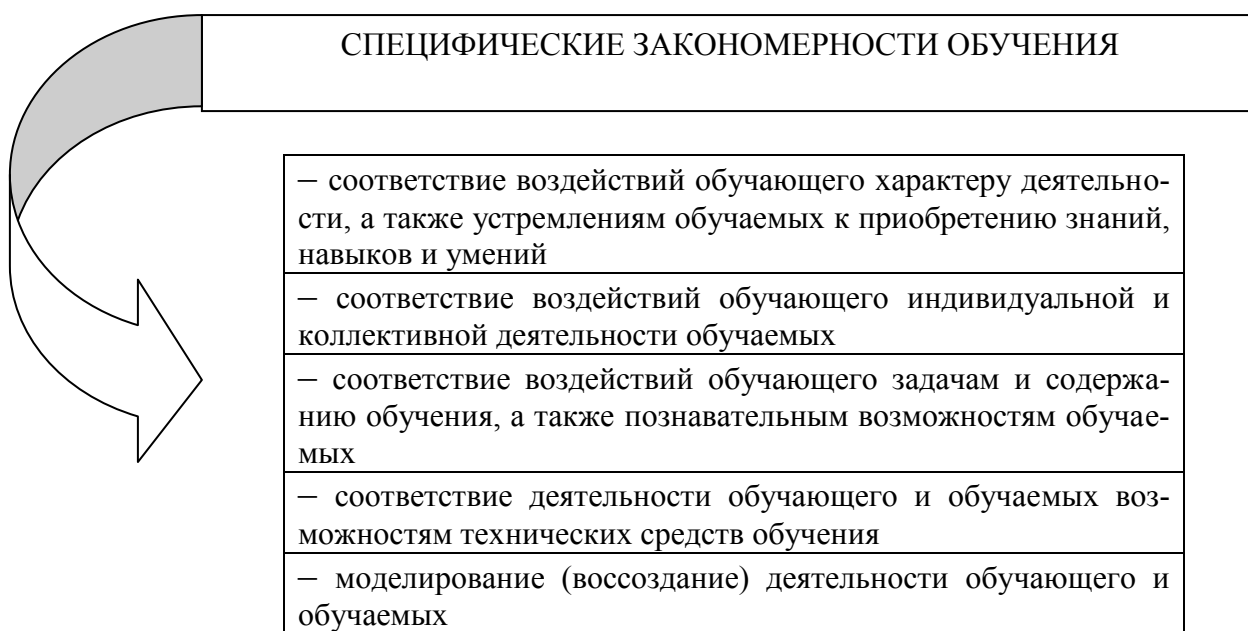 СПЕЦИФИЧЕСКИЕ ЗАКОНОМЕРНОСТИ ОБУЧЕНИЯ
– соответствие воздействий обучающего характеру деятельно-
сти, а также устремлениям обучаемых к приобретению знаний,
навыков и умений
– соответствие воздействий обучающего индивидуальной и
коллективной деятельности обучаемых
– соответствие воздействий обучающего задачам и содержа-
нию обучения, а также познавательным возможностям обучае-
мых
– соответствие деятельности обучающего и обучаемых воз-
можностям технических средств обучения
– моделирование (воссоздание) деятельности обучающего и
обучаемых